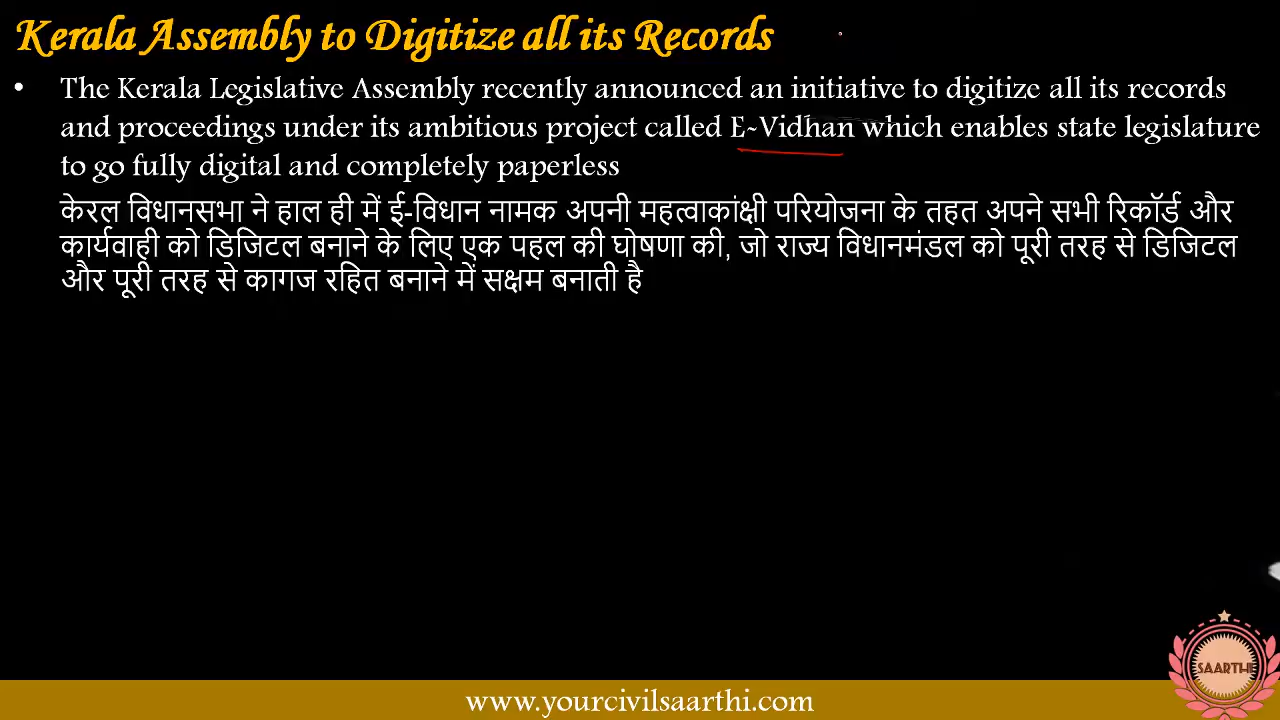 Kerala Assembly to Digitize all its Records
• The Kerala Legislative Assembly recently announced an initiative to digitize all its records
and proceedings under its ambitious project called E-Vidhan which enables state legislature
to go fully digital and completely paperless
केरल विधानसभा ने हाल ही में ई-विधान नामक अपनी महत्वाकांक्षी परियोजना के तहत अपने सभी रिकॉर्ड और
कार्यवाही को डिजिटल बनाने के लिए एक पहल की घोषणा की, जो राज्य विधानमंडल को पूरी तरह से डिजिटल
और पूरी तरह से कागज रहित बनाने में सक्षम बनाती है
SAARTHI
www.yourcivilsaarthi.com